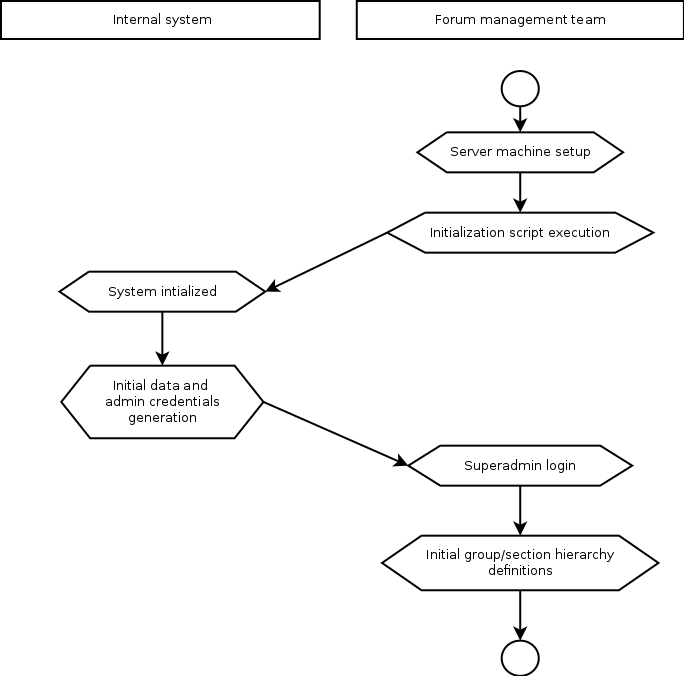 Internal system
Forum management team
Server machine setup
Initialization script execution
System intialized
Initial data and
admin credentials
generation
Superadmin login
Initial group/section hierarchy
definitions